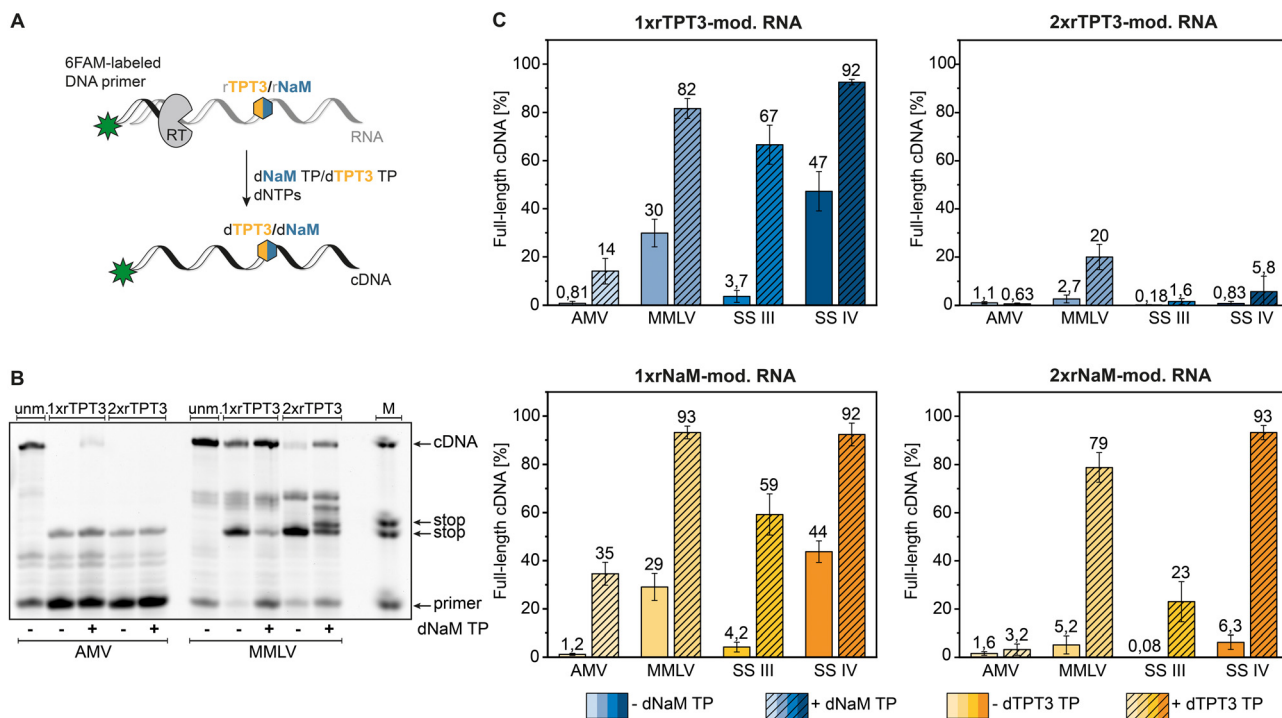 A
6FAM-labeled
DNA primer
rTPT3/rNaM
RT
RNA
dNaM TP/dTPT3 TP
dNTPs
dTPT3/dNaM
cDNA
B
unm. 1xrTPT3 2xrTPT3 unm. 1xrTPT3 2xrTPT3 M
cDNA
stop
stop
primer
- - + - + - - + - + dNaM TP
AMV MMLV
C
1xrTPT3-mod. RNA
Full-length cDNA [%]
100
80
60
40
20
0
0,81 14 30 82 3,7 67 47 92
AMV MMLV SS III SS IV
2xrTPT3-mod. RNA
Full-length cDNA [%]
100
80
60
40
20
0
1,1 0,63 2,7 20 0,18 1,6 0,83 5,8
AMV MMLV SS III SS IV
1xrNaM-mod. RNA
Full-length cDNA [%]
100
80
60
40
20
0
1,2 35 29 93 4,2 59 44 92
AMV MMLV SS III SS IV
2xrNaM-mod. RNA
Full-length cDNA [%]
100
80
60
40
20
0
1,6 3,2 5,2 79 0,08 23 6,3 93
AMV MMLV SS III SS IV
- dNaM TP + dNaM TP - dTPT3 TP + dTPT3 TP